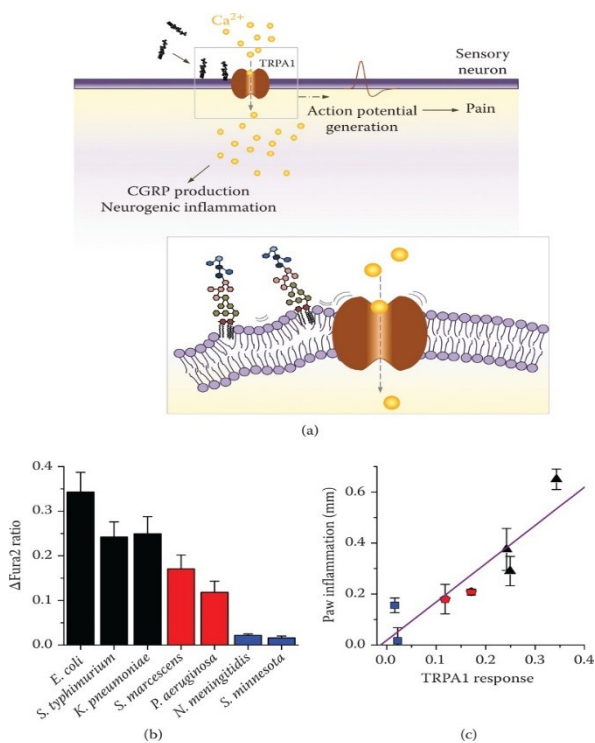 Ca2+
TRPA1
Sensory
neuron
Action potential
generation
Pain
CGRP production
Neurogenic inflammation
(a)
0.4
0.3
0.2
0.1
0.0
ΔFura2 ratio
E. coli
S. typhimurium
K. pneumoniae
S. marcescens
P. aeruginosa
N. meningitidis
S. minnesota
(b)
0.6
0.4
0.2
0.0
Paw inflammation (mm)
0.0 0.1 0.2 0.3 0.4
TRPA1 response
(c)